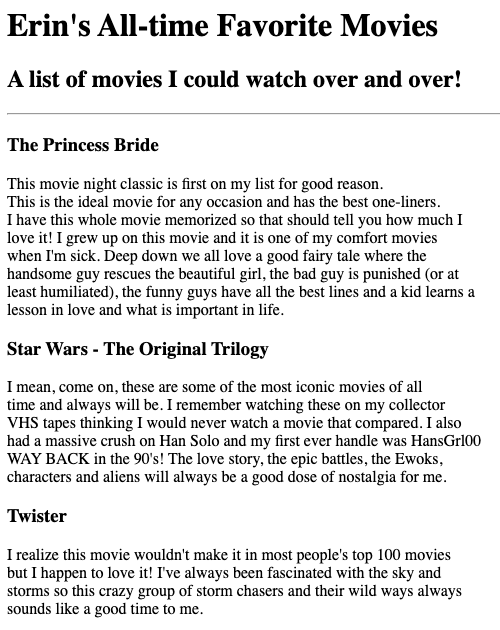 Erin's All-time Favorite Movies
A list of movies I could watch over and over!
The Princess Bride
This movie night classic is first on my list for good reason.
This is the ideal movie for any occasion and has the best one-liners.
I have this whole movie memorized so that should tell you how much I
love it! I grew up on this movie and it is one of my comfort movies
when I'm sick. Deep down we all love a good fairy tale where the
handsome guy rescues the beautiful girl, the bad guy is punished (or at
least humiliated), the funny guys have all the best lines and a kid learns a
lesson in love and what is important in life.
Star Wars - The Original Trilogy
I mean, come on, these are some of the most iconic movies of all
time and always will be. I remember watching these on my collector
VHS tapes thinking I would never watch a movie that compared. I also
had a massive crush on Han Solo and my first ever handle was HansGrl00
WAY BACK in the 90's! The love story, the epic battles, the Ewoks,
characters and aliens will always be a good dose of nostalgia for me.
Twister
I realize this movie wouldn't make it in most people's top 100 movies
but I happen to love it! I've always been fascinated with the sky and
storms so this crazy group of storm chasers and their wild ways always
sounds like a good time to me.